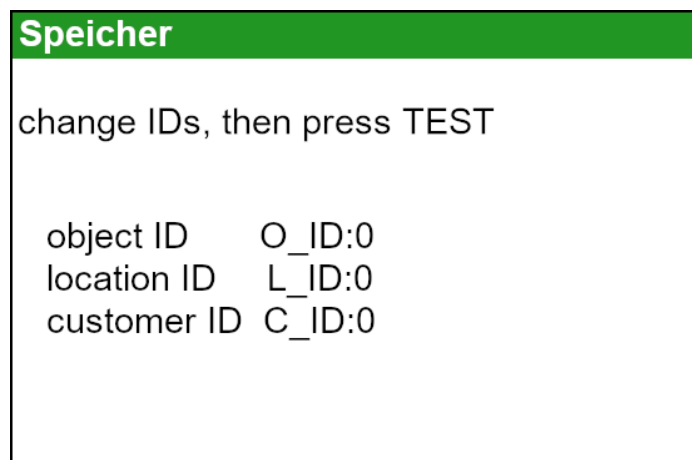 Speicher
change IDs, then press TEST
object ID O_ID:0
location ID L_ID:0
customer ID C_ID:0